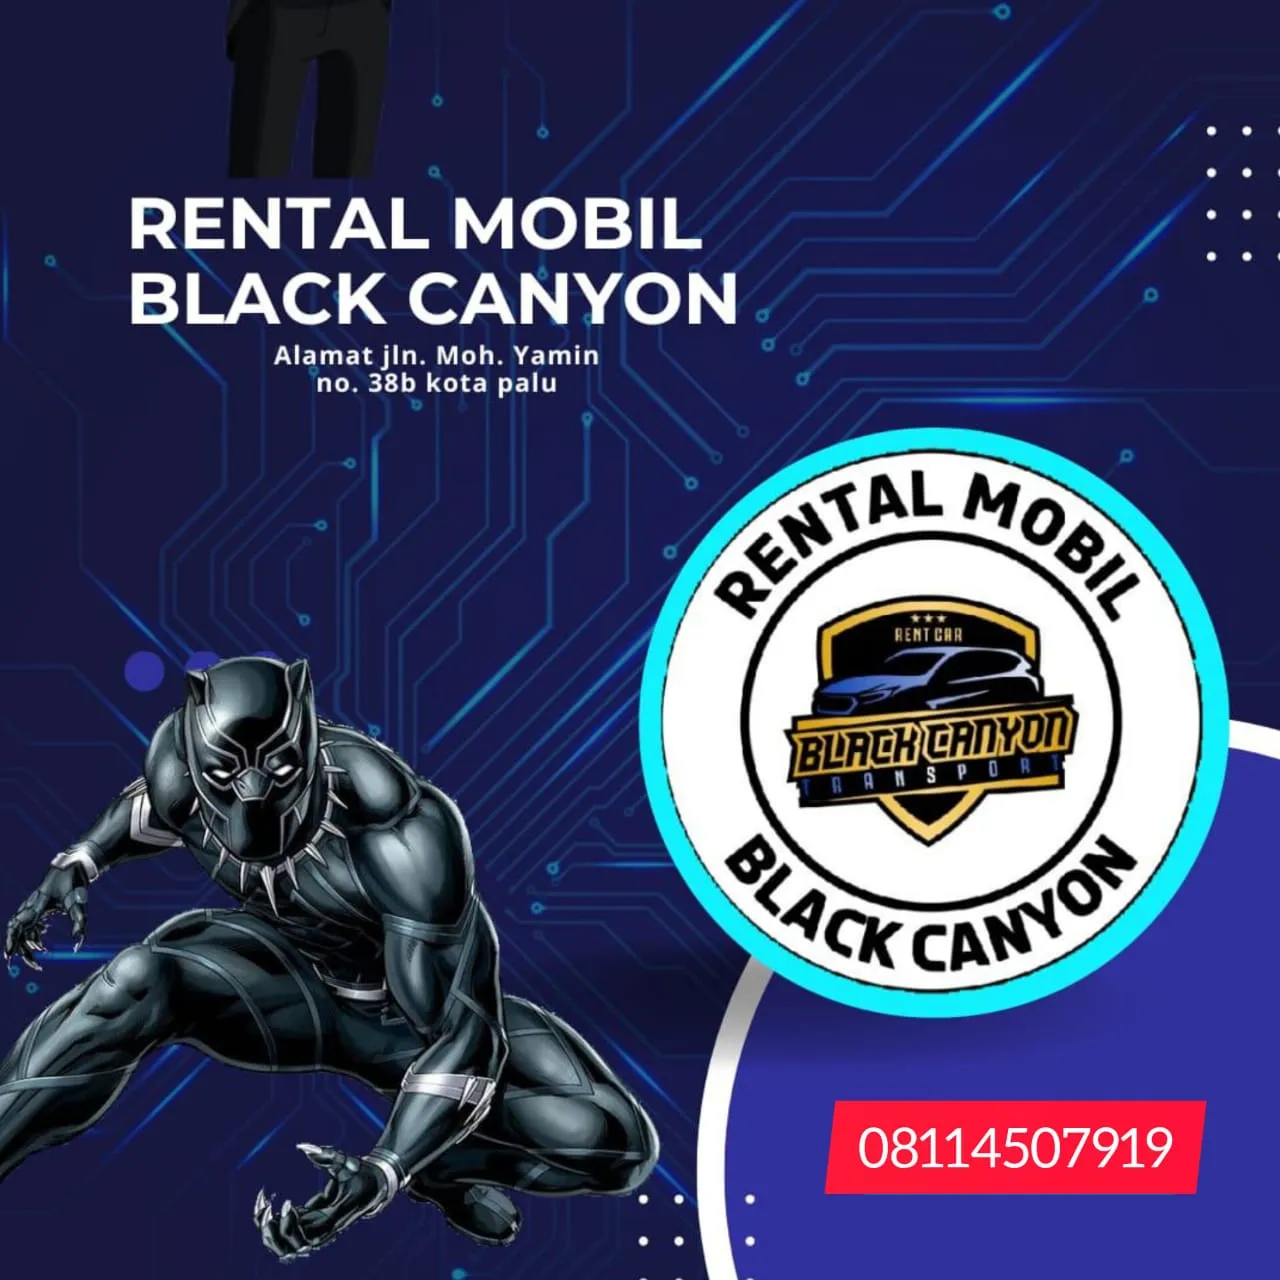 RENTAL MOBIL
BLACK CANYON
Alamat jln. Moh. Yamin
no. 38b kota palu
RENTAL MOBIL
RENT CAR
BLACK CANYON
TRANSPORT
BLACK CANYON
08114507919